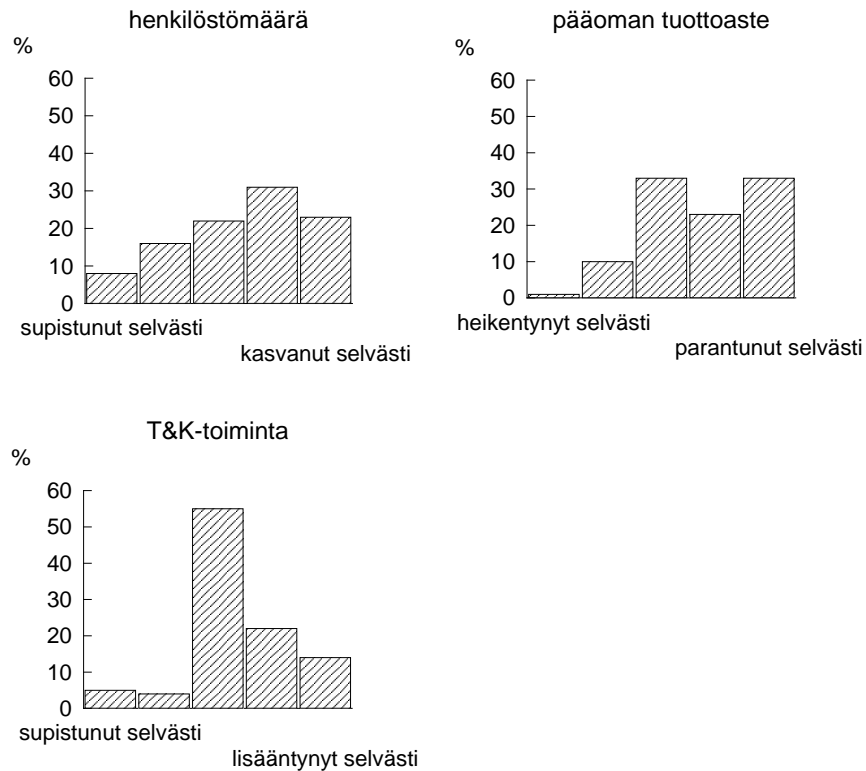 henkilöstömäärä
%
60
50
40
30
20
10
0
supistunut selvästi
kasvanut selvästi
pääoman tuottoaste
%
60
50
40
30
20
10
0
heikentynyt selvästi
parantunut selvästi
T&K-toiminta
%
60
50
40
30
20
10
0
supistunut selvästi
lisääntynyt selvästi